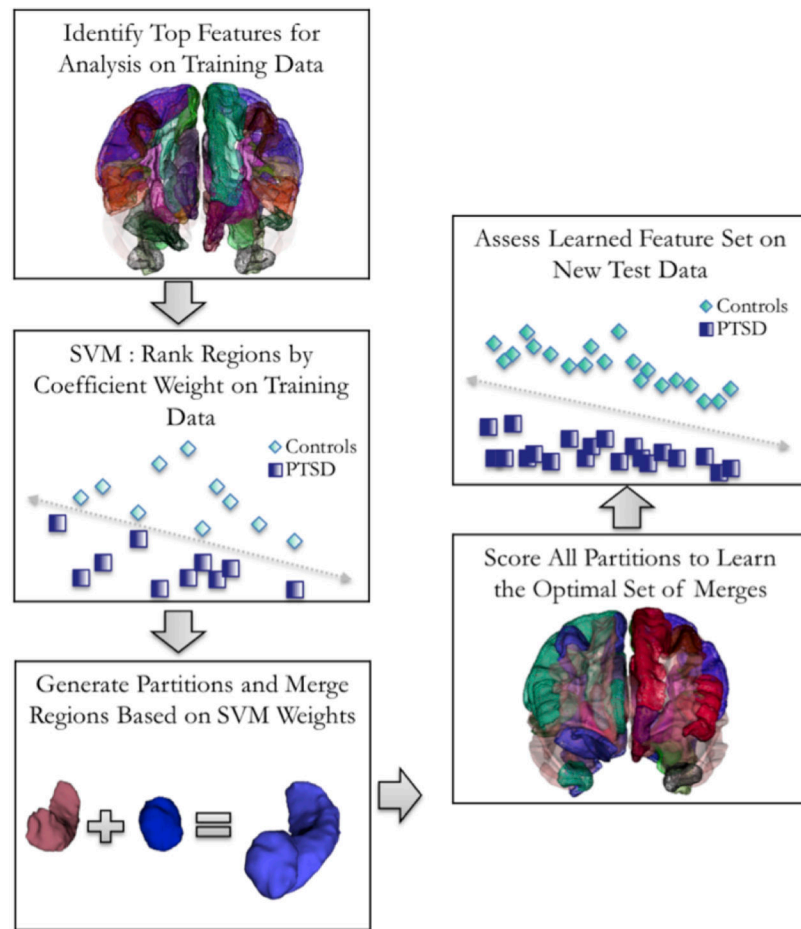 Identify Top Features for
Analysis on Training Data
SVM : Rank Regions by
Coefficient Weight on Training
Data
Controls
PTSD
Generate Partitions and Merge
Regions Based on SVM Weights
Score All Partitions to Learn
the Optimal Set of Merges
Assess Learned Feature Set on
New Test Data
Controls
PTSD